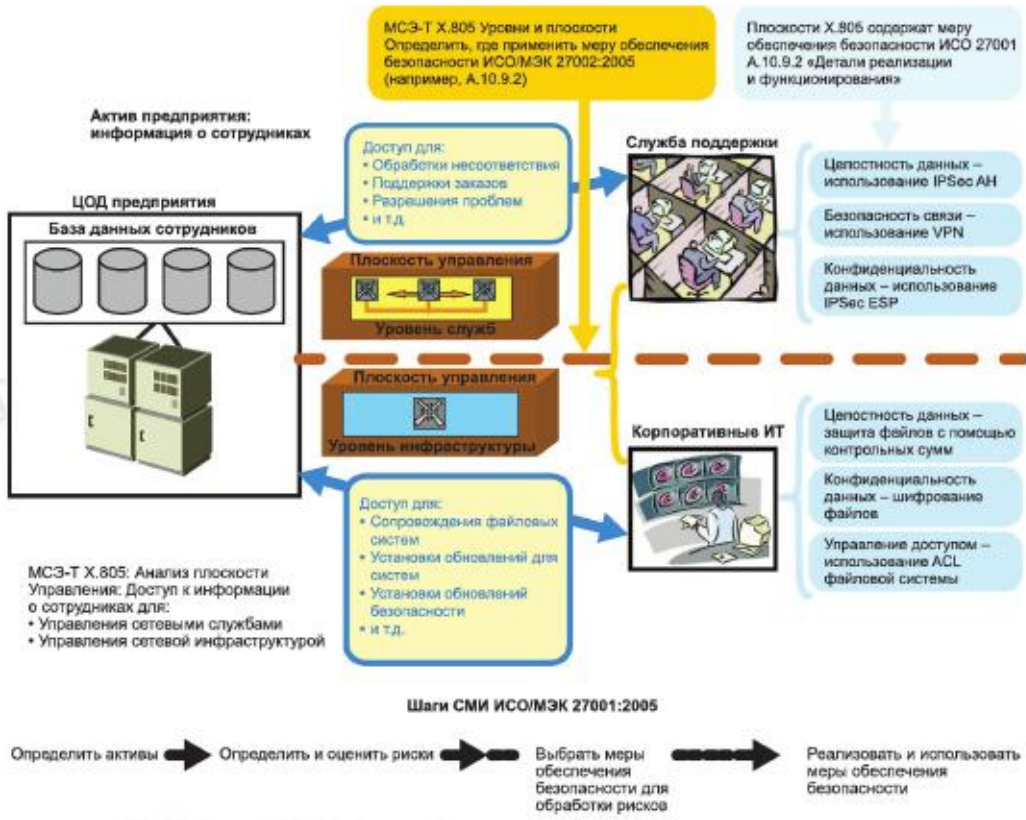 МСЭ-Т X.805 Уровни и плоскости
Определить, где применить меру обеспечения
безопасности ИСО/МЭК 27002:2005
(например, А.10.9.2)
Плоскости X.805 содержат меру
обеспечения безопасности ИСО 27001
А.10.9.2 «Детали реализации
и функционирования»
Актив предприятия:
информация о сотрудниках
Доступ для:
• Обработки несоответствия
• Поддержки заказов
• Разрешения проблем
• и т.д.
Служба поддержки
Целостность данных –
использование IPSec AH
Безопасность связи –
использование VPN
Конфиденциальность
данных – использование
IPSec ESP
ЦОД предприятия
База данных сотрудников
Плоскость управления
Уровень служб
Плоскость управления
Уровень инфраструктуры
Корпоративные ИТ
Целостность данных –
защита файлов с помощью
контрольных сумм
Конфиденциальность
данных – шифрование
файлов
Управление доступом –
использование ACL
файловой системы
Доступ для:
• Сопровождения файловых
систем
• Установки обновлений для
систем
• Установки обновлений
безопасности
• и т.д.
МСЭ-Т X.805: Анализ плоскости
Управления: Доступ к информации
о сотрудниках для:
• Управления сетевыми службами
• Управления сетевой инфраструктурой
Шаги СМИ ИСО/МЭК 27001:2005
Определить активы
Определить и оценить риски
Выбрать меры
обеспечения
безопасности для
обработки рисков
Реализовать и использовать
меры обеспечения
безопасности